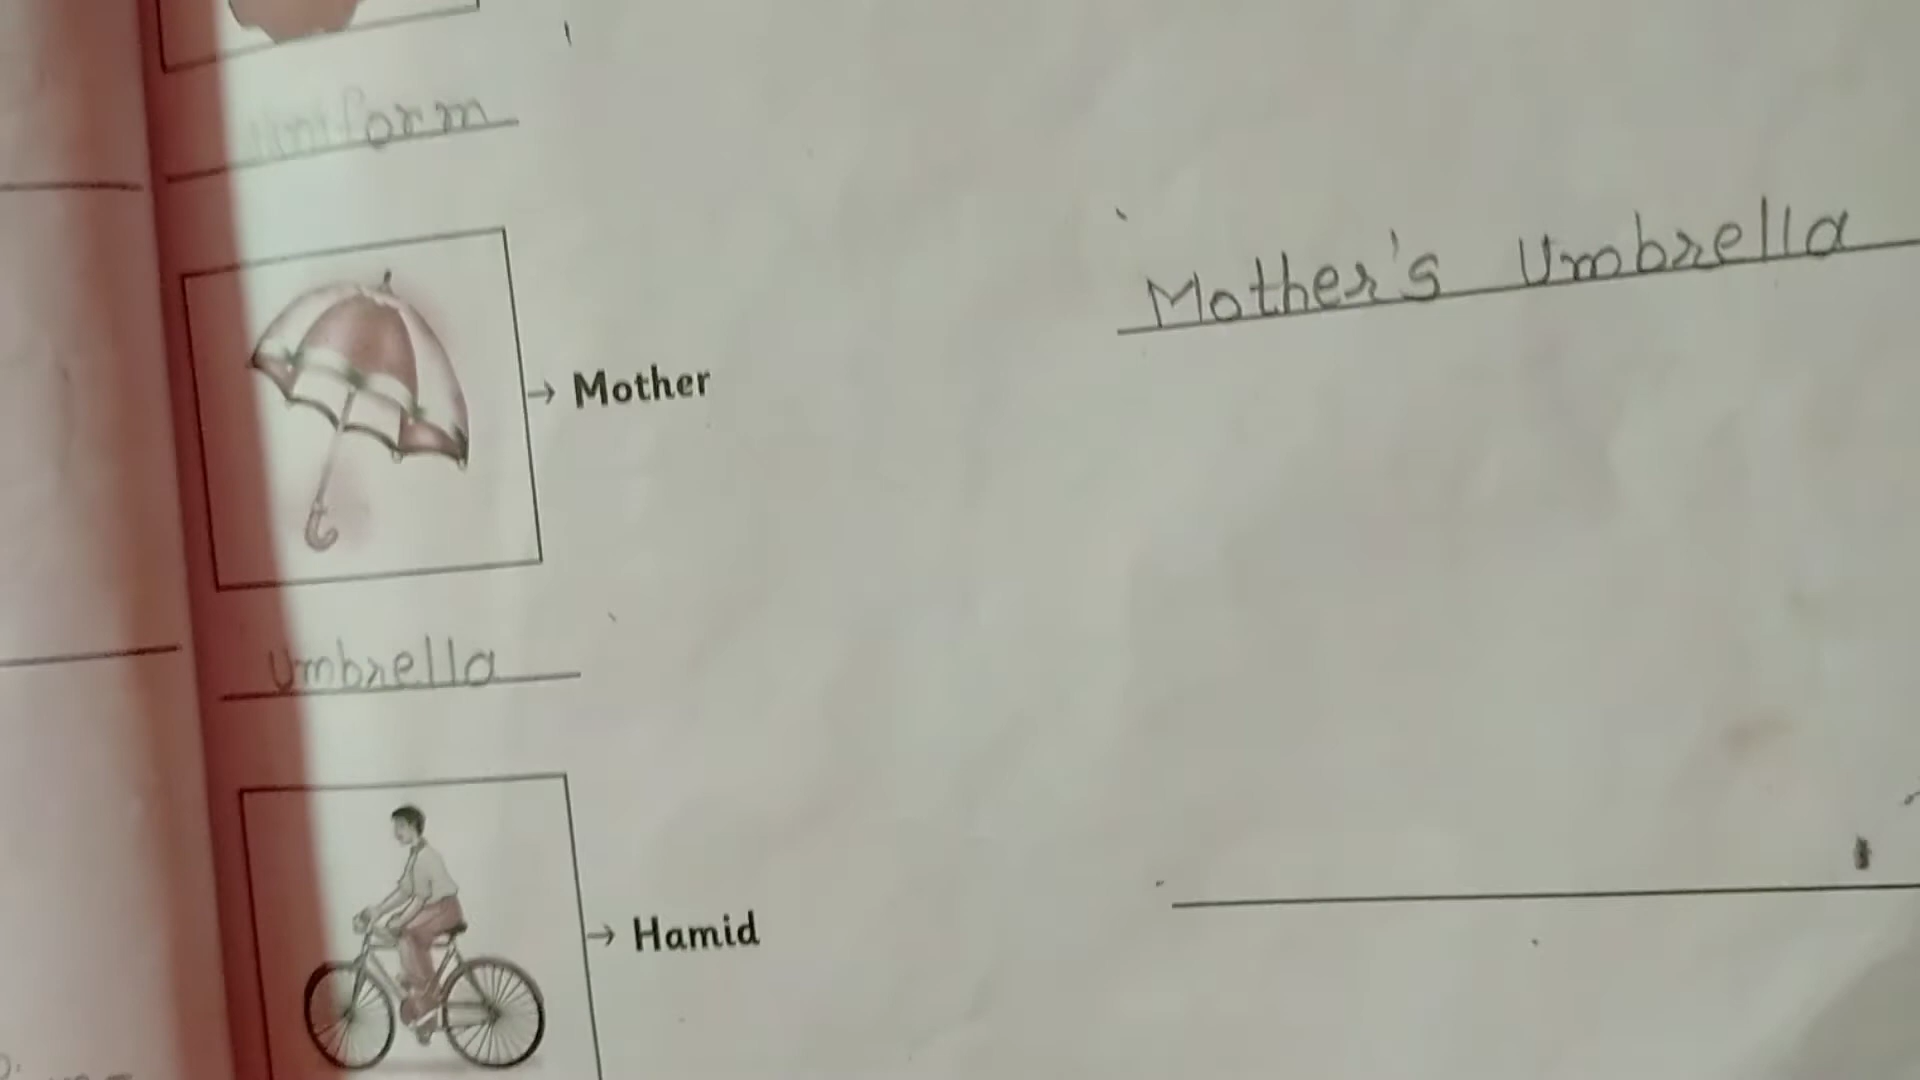 Uniform
Mother's Umbrella
→ Mother
Umbrella
→ Hamid